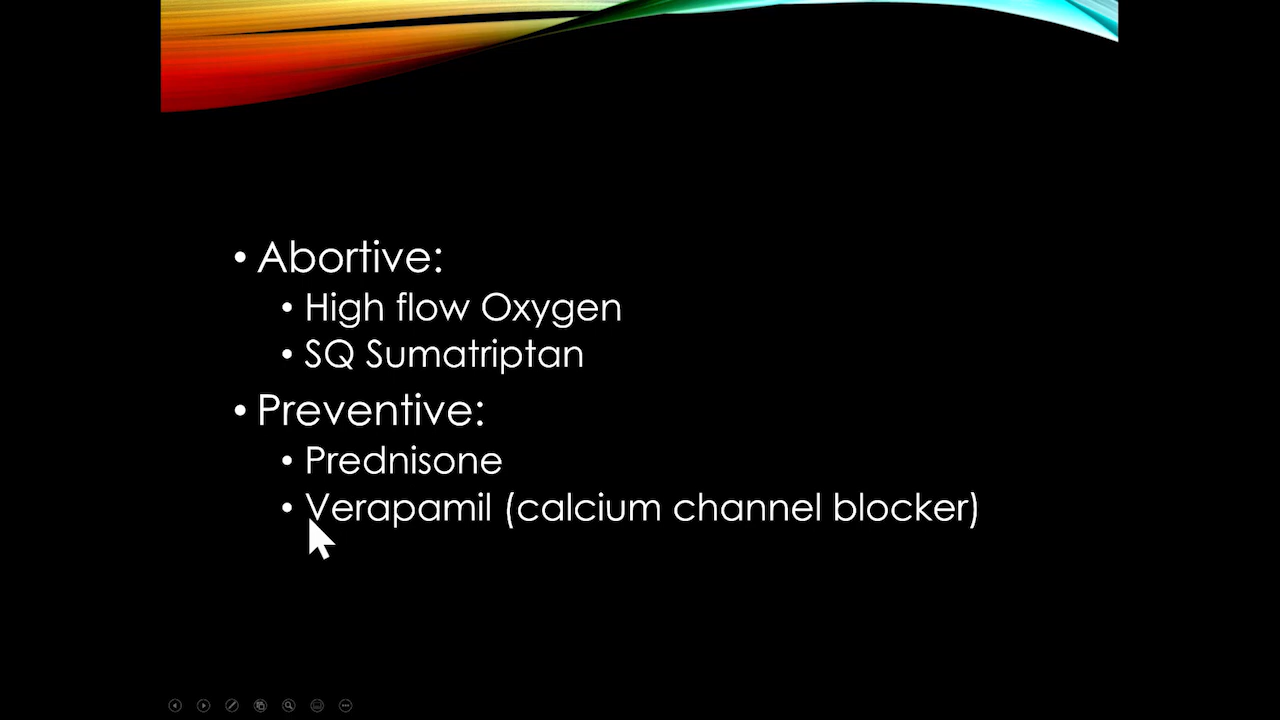 • Abortive:
• High flow Oxygen
• SQ Sumatriptan
• Preventive:
• Prednisone
• Verapamil (calcium channel blocker)